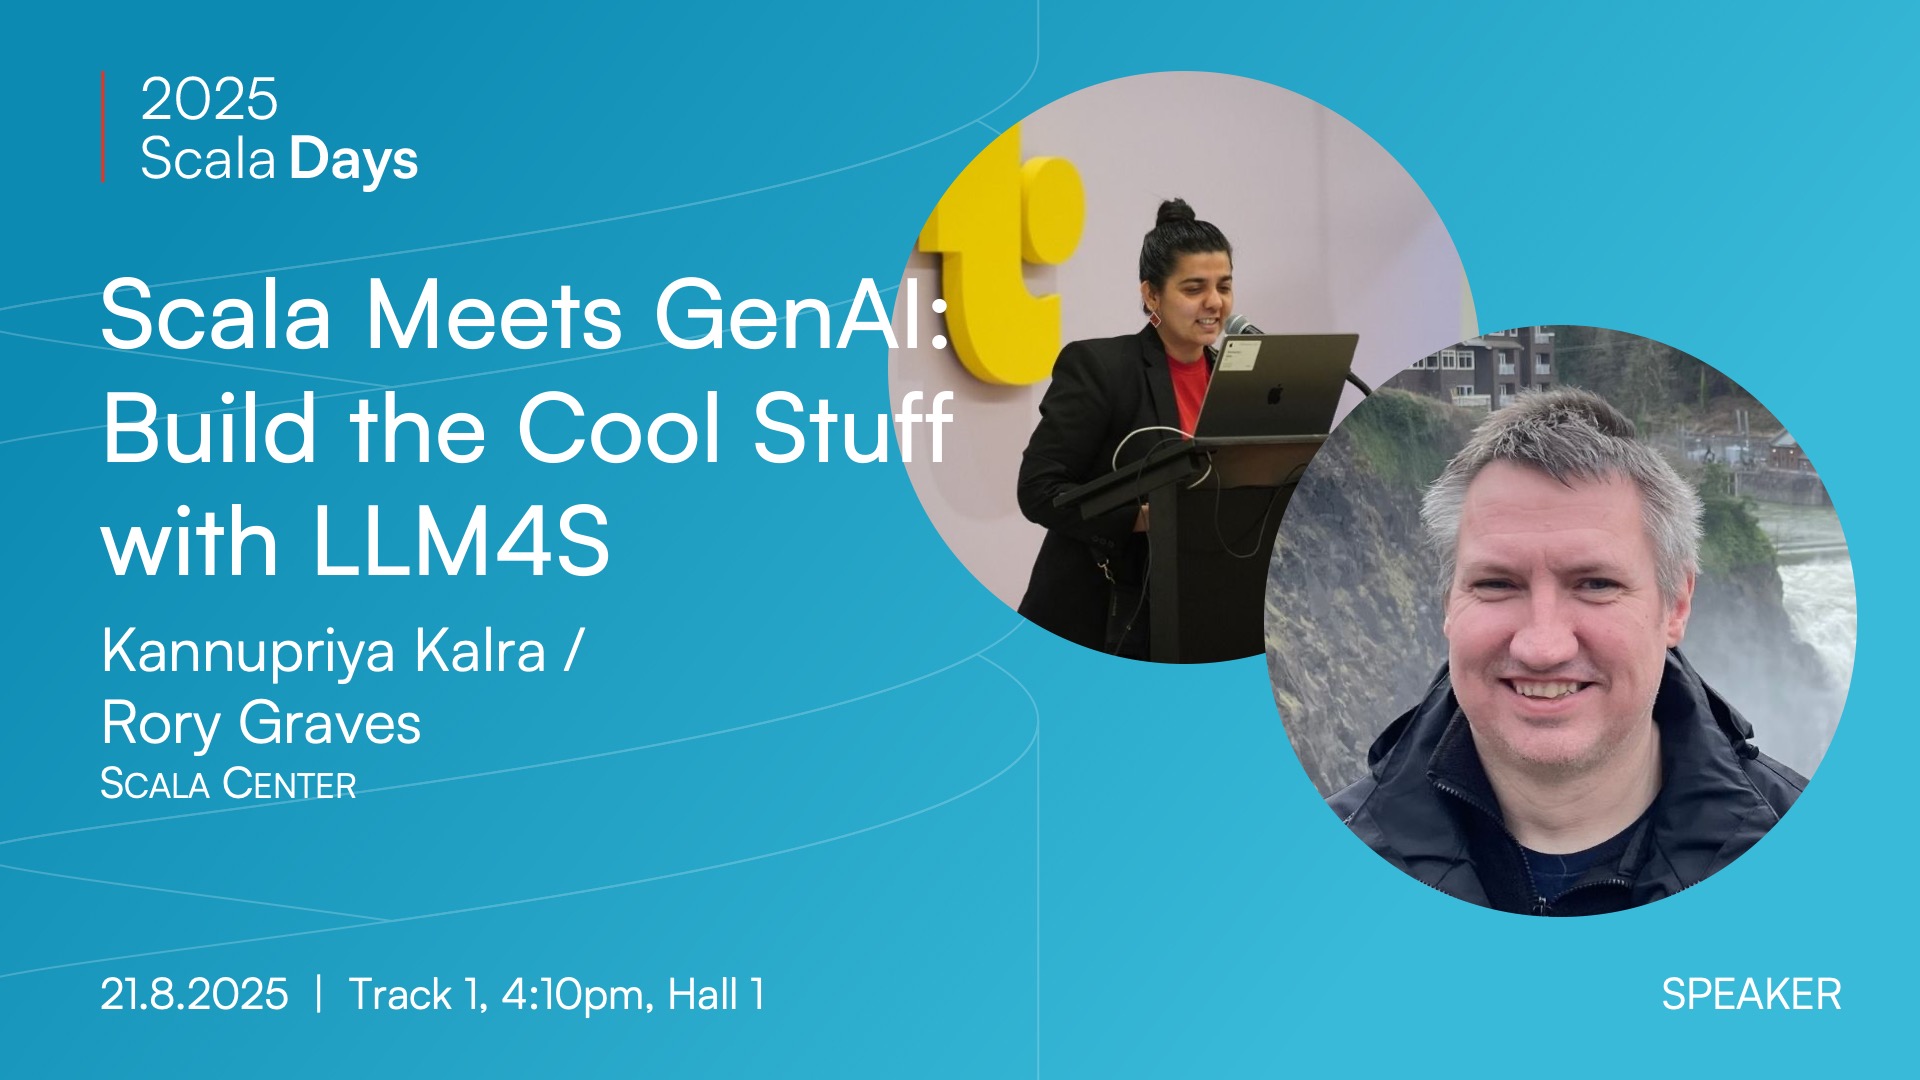 2025
Scala Days
Scala Meets GenAI:
Build the Cool Stuff
with LLM4S
Kannupriya Kalra /
Rory Graves
SCALA CENTER
21.8.2025 | Track 1, 4:10pm, Hall 1
SPEAKER